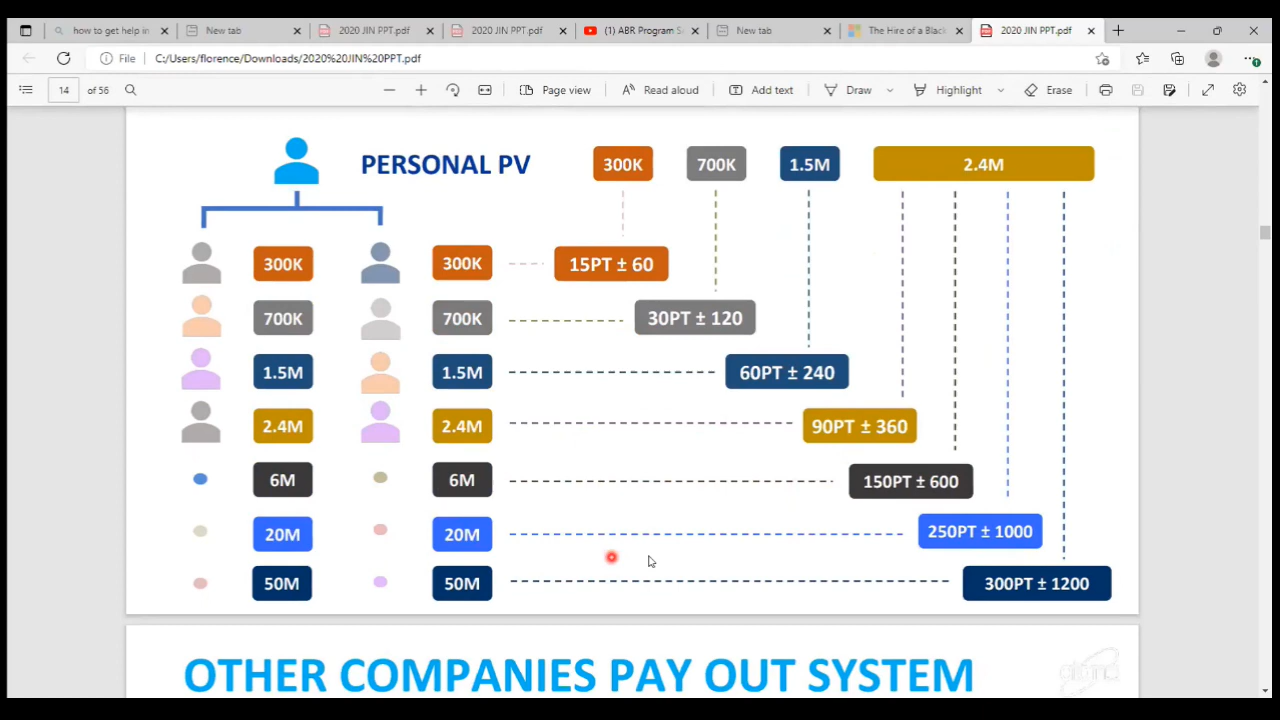 how to get help in
New tab
2020 JIN PPT.pdf
2020 JIN PPT.pdf
(1) ABR Program S
New tab
The Hire of a Black
2020 JIN PPT.pdf
File
C:/Users/florence/Downloads/2020%20JIN%20PPT.pdf
14 of 56
Page view
Read aloud
Add text
Draw
Highlight
Erase
PERSONAL PV 300K 700K 1.5M 2.4M
300K 300K 15PT ± 60
700K 700K 30PT ± 120
1.5M 1.5M 60PT ± 240
2.4M 2.4M 90PT ± 360
6M 6M 150PT ± 600
20M 20M 250PT ± 1000
50M 50M 300PT ± 1200
OTHER COMPANIES PAY OUT SYSTEM